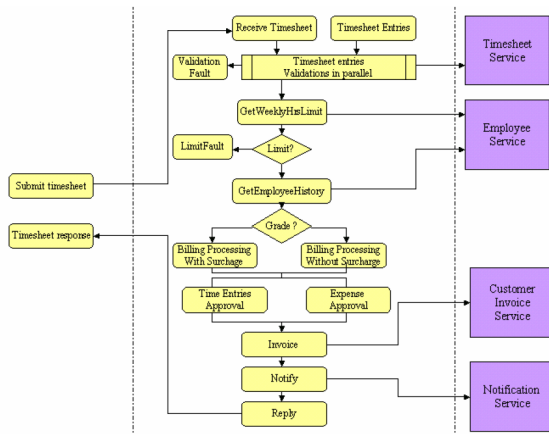 Receive Timesheet
Timesheet Entries
Timesheet
Service
Validation
Fault
Timesheet entries
Validations in parallel
GetWeeklyHrsLimit
Employee
Service
LimitFault
Limit?
Submit timesheet
GetEmployeeHistory
Grade ?
Timesheet response
Billing Processing
With Surchage
Billing Processing
Without Surcharge
Time Entries
Approval
Expense
Approval
Customer
Invoice
Service
Invoice
Notify
Notification
Service
Reply